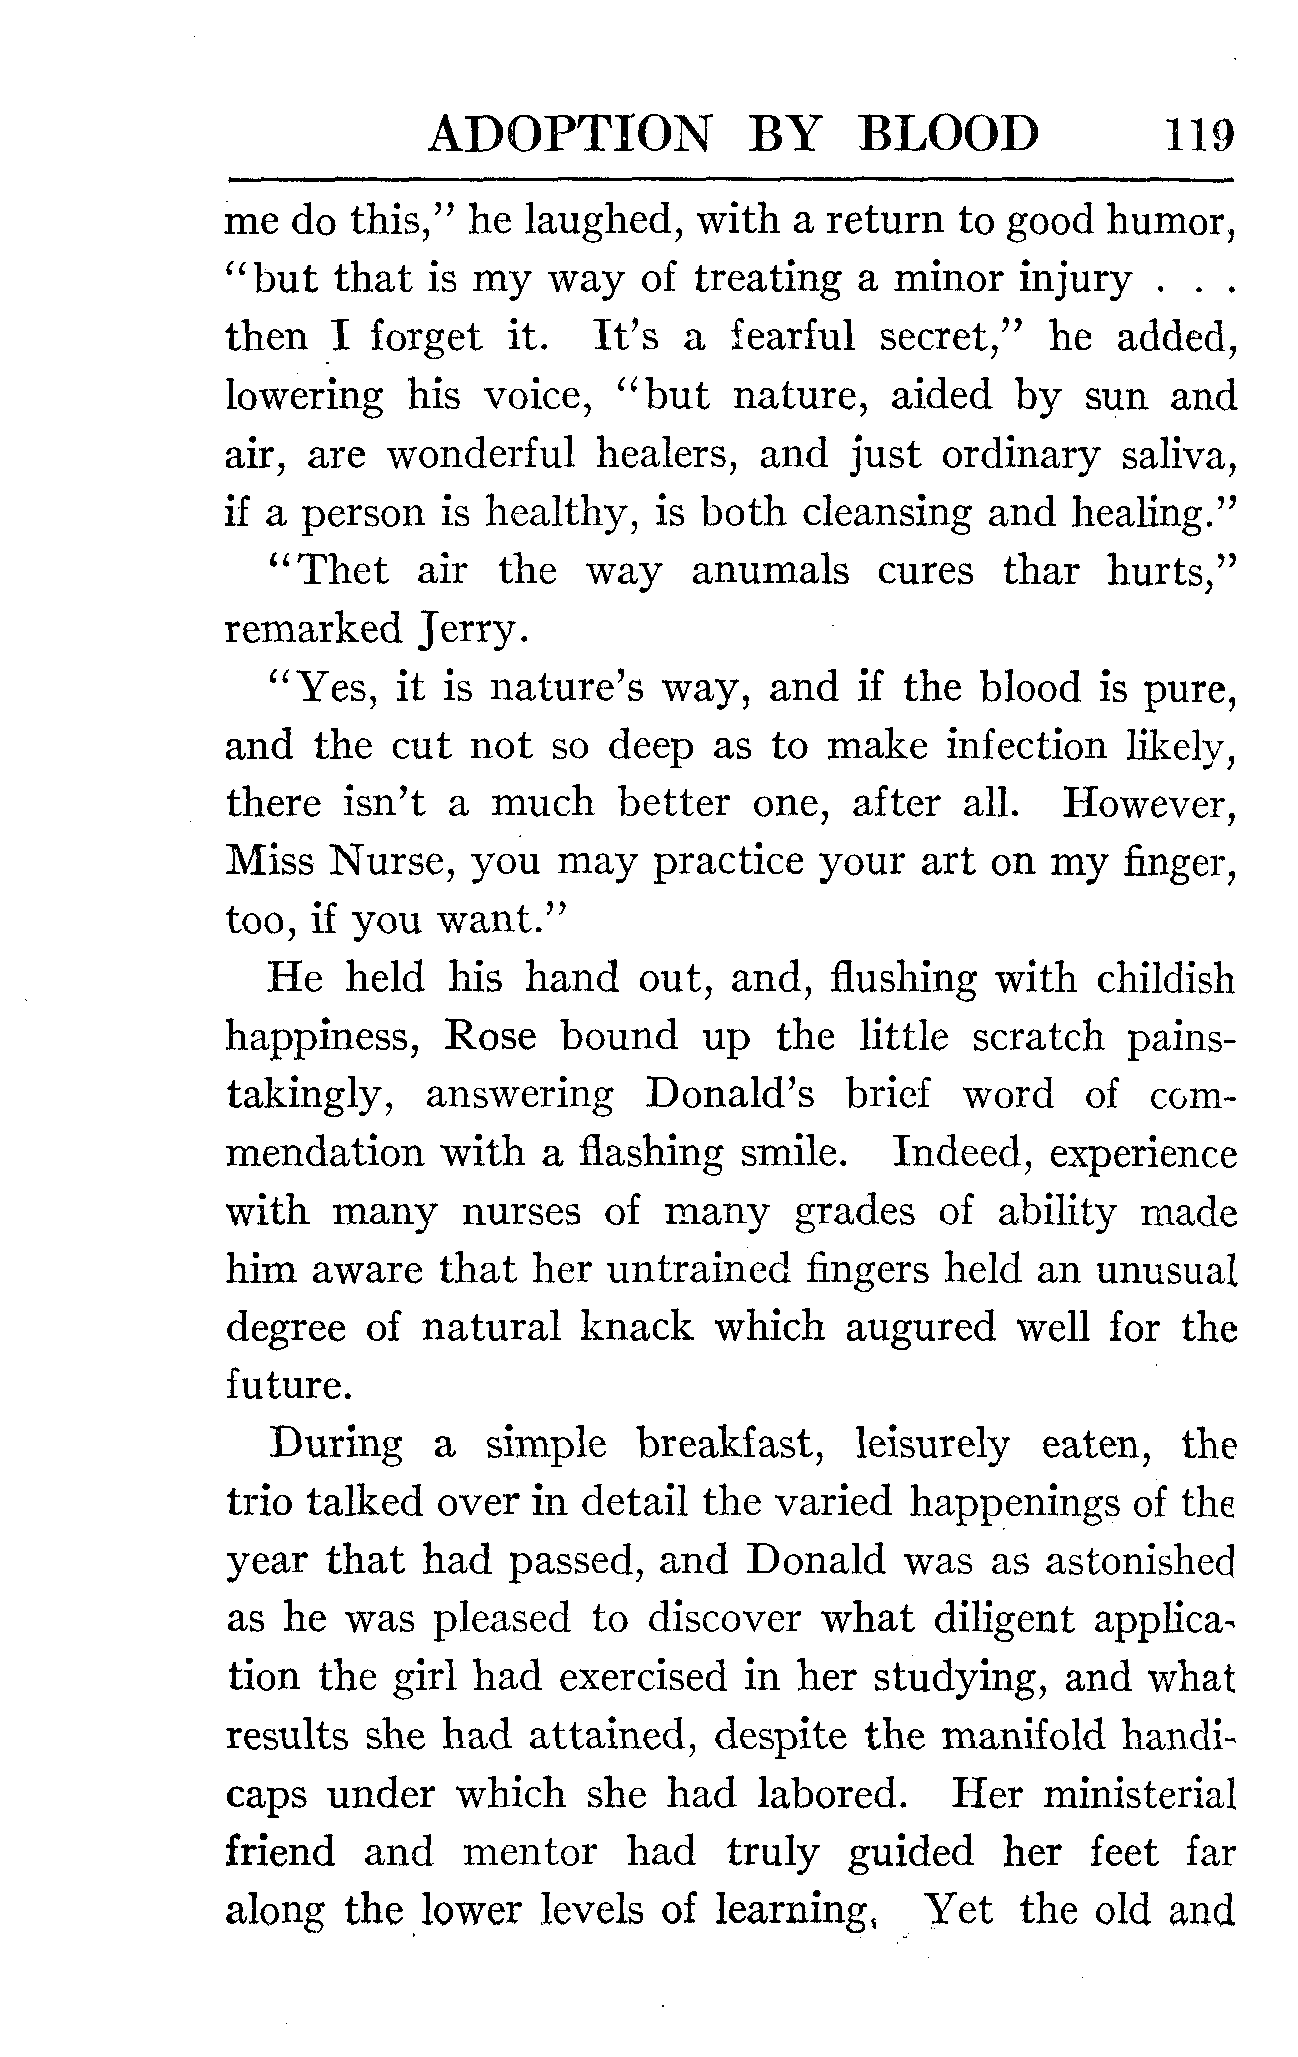 ADOPTION BY BLOOD 119
me do this,” he laughed, with a return to good humor,
“but that is my way of treating a minor injury . . .
then I forget it. It’s a fearful secret,” he added,
lowering his voice, “but nature, aided by sun and
air, are wonderful healers, and just ordinary saliva,
if a person is healthy, is both cleansing and healing.”
“Thet air the way anumals cures thar hurts,”
remarked Jerry.
“Yes, it is nature’s way, and if the blood is pure,
and the cut not so deep as to make infection likely,
there isn’t a much better one, after all. However,
Miss Nurse, you may practice your art on my finger,
too, if you want.”
He held his hand out, and, flushing with childish
happiness, Rose bound up the little scratch pains-
takingly, answering Donald’s brief word of com-
mendation with a flashing smile. Indeed, experience
with many nurses of many grades of ability made
him aware that her untrained fingers held an unusual
degree of natural knack which augured well for the
future.
During a simple breakfast, leisurely eaten, the
trio talked over in detail the varied happenings of the
year that had passed, and Donald was as astonished
as he was pleased to discover what diligent applica-
tion the girl had exercised in her studying, and what
results she had attained, despite the manifold handi-
caps under which she had labored. Her ministerial
friend and mentor had truly guided her feet far
along the lower levels of learning. Yet the old and